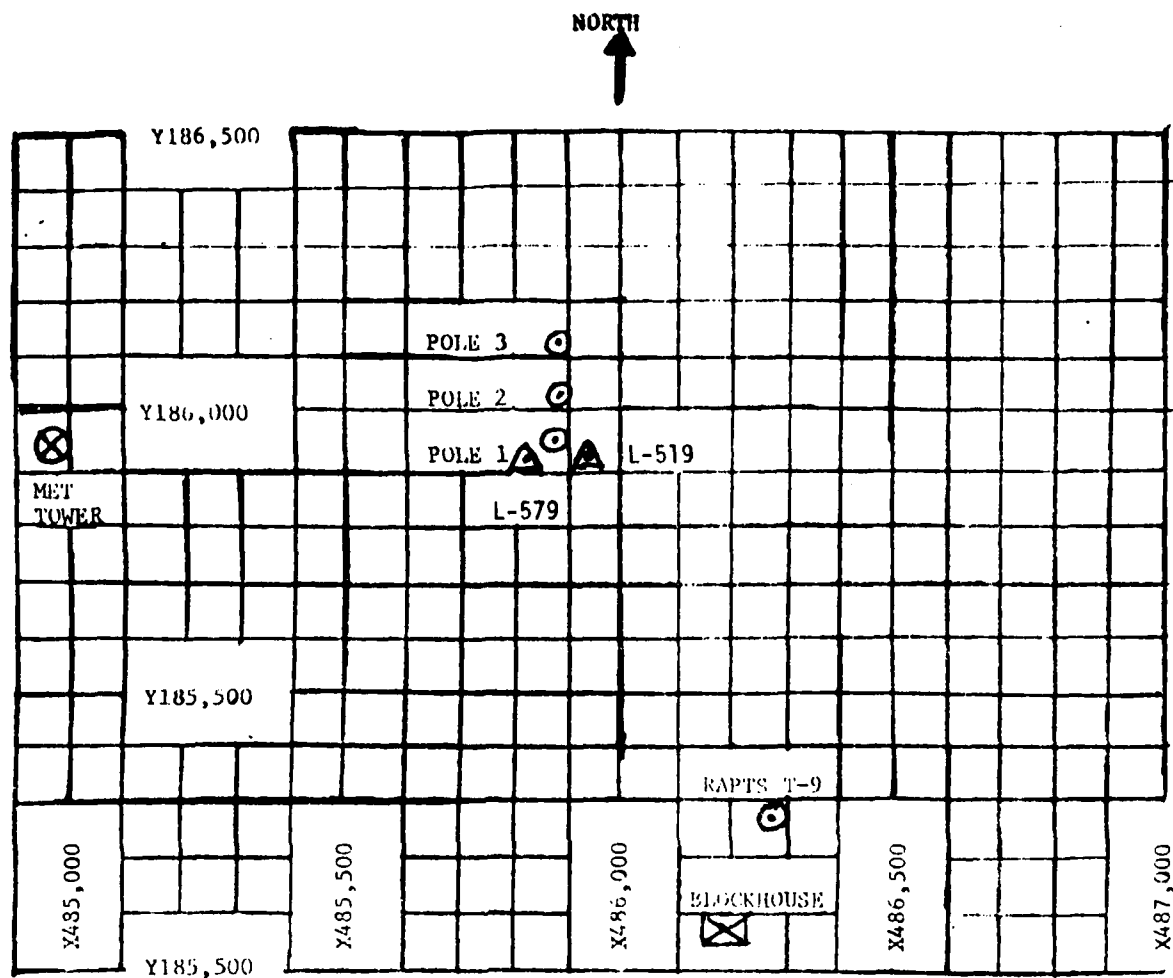 NORTH
Y186,500
POLE 3
POLE 2
Y186,000
POLE 1
L-519
MET
TOWER
L-579
Y185,500
RAPTS T-9
X485,000
X485,500
X486,000
X486,500
X487,000
BLOCKHOUSE
Y185,500